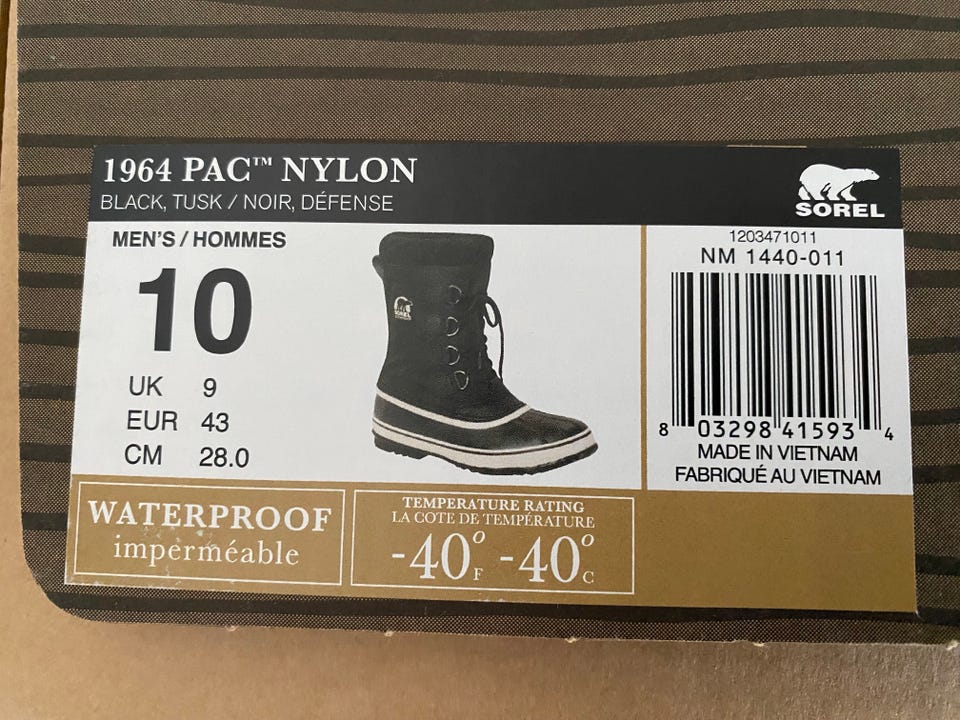 1964 PAC™ NYLON
BLACK, TUSK / NOIR, DÉFENSE
SOREL
MEN'S / HOMMES
10
UK 9
EUR 43
CM 28.0
SOREL
1203471011
NM 1440-011
8 03298 41593 4
MADE IN VIETNAM
FABRIQUÉ AU VIETNAM
WATERPROOF
imperméable
TEMPERATURE RATING
LA COTE DE TEMPÉRATURE
-40°F -40°C